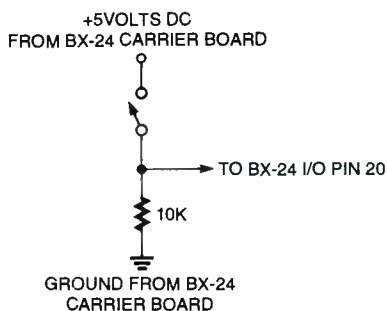 +5VOLTS DC
FROM BX-24 CARRIER BOARD
TO BX-24 I/O PIN 20
10K
GROUND FROM BX-24
CARRIER BOARD